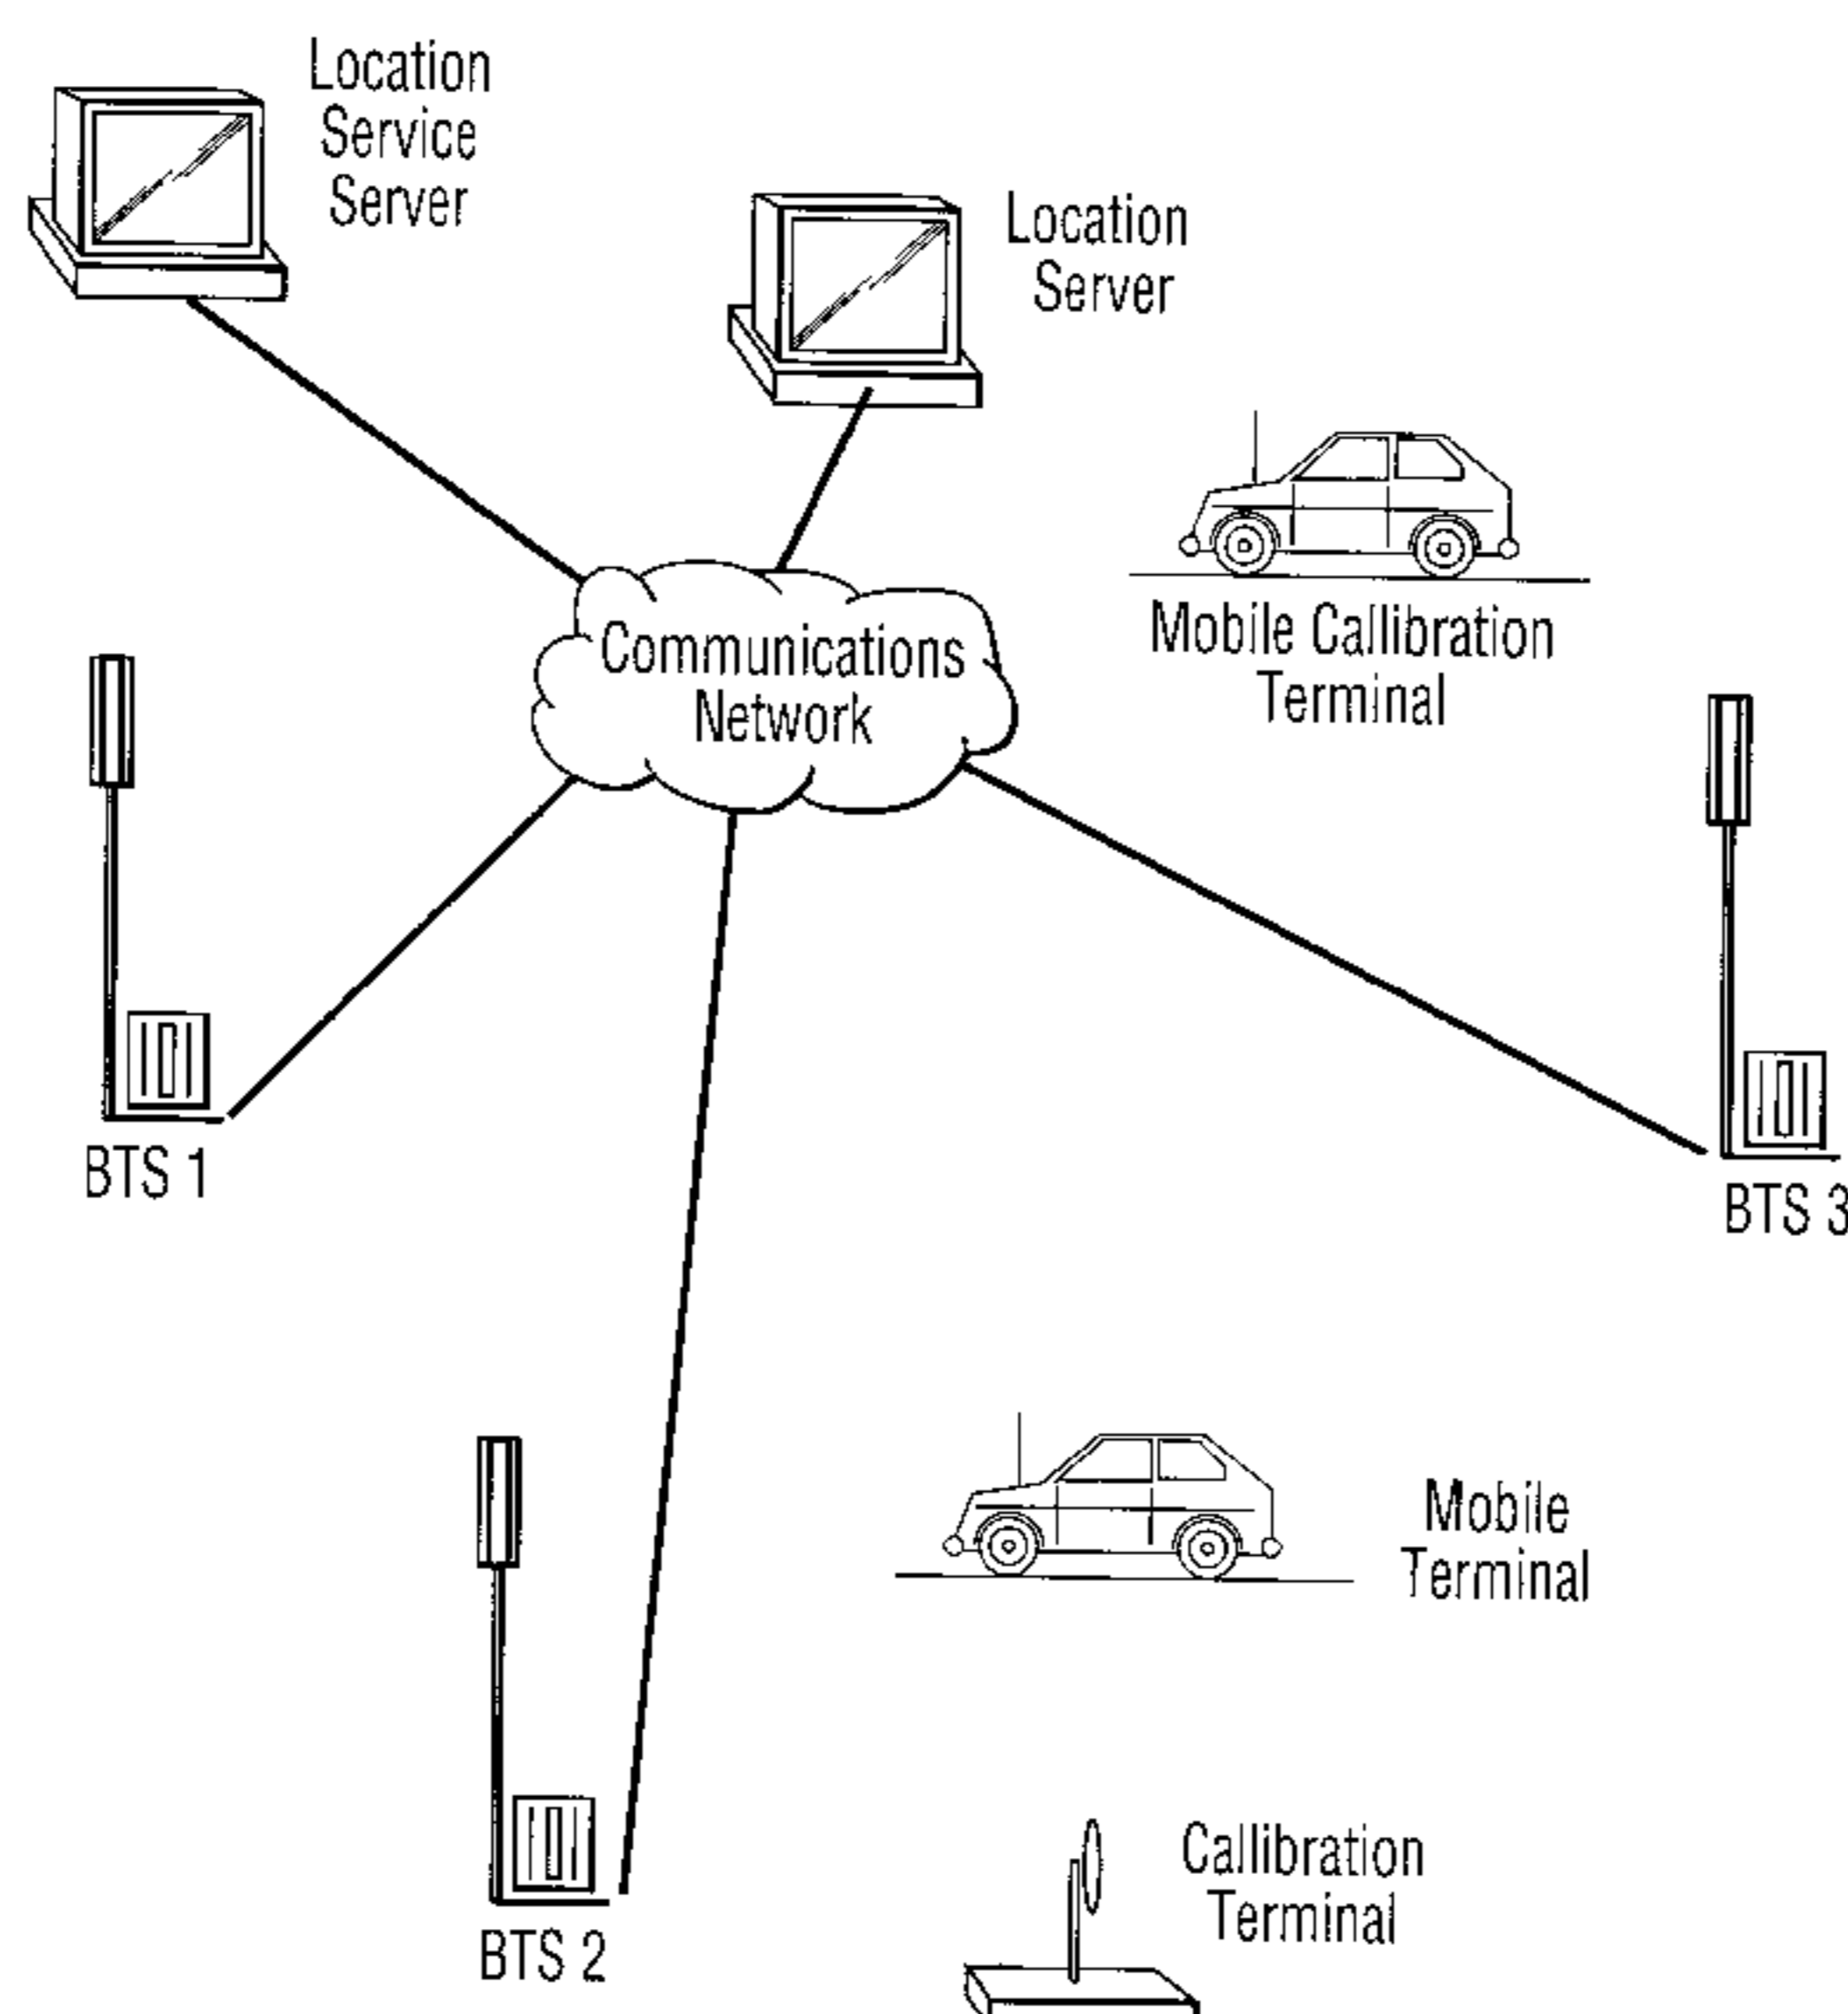 Location
Service
Server
Location
Server
Communications
Network
Mobile Callibration
Terminal
BTS 1
BTS 3
Mobile
Terminal
BTS 2
Callibration
Terminal